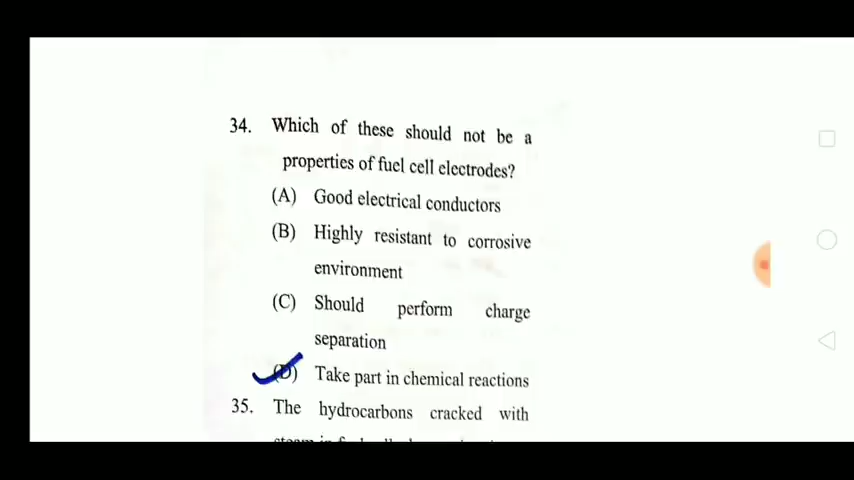 34. Which of these should not be a
properties of fuel cell electrodes?
(A) Good electrical conductors
(B) Highly resistant to corrosive
environment
(C) Should perform charge
separation
(D) Take part in chemical reactions
35. The hydrocarbons cracked with